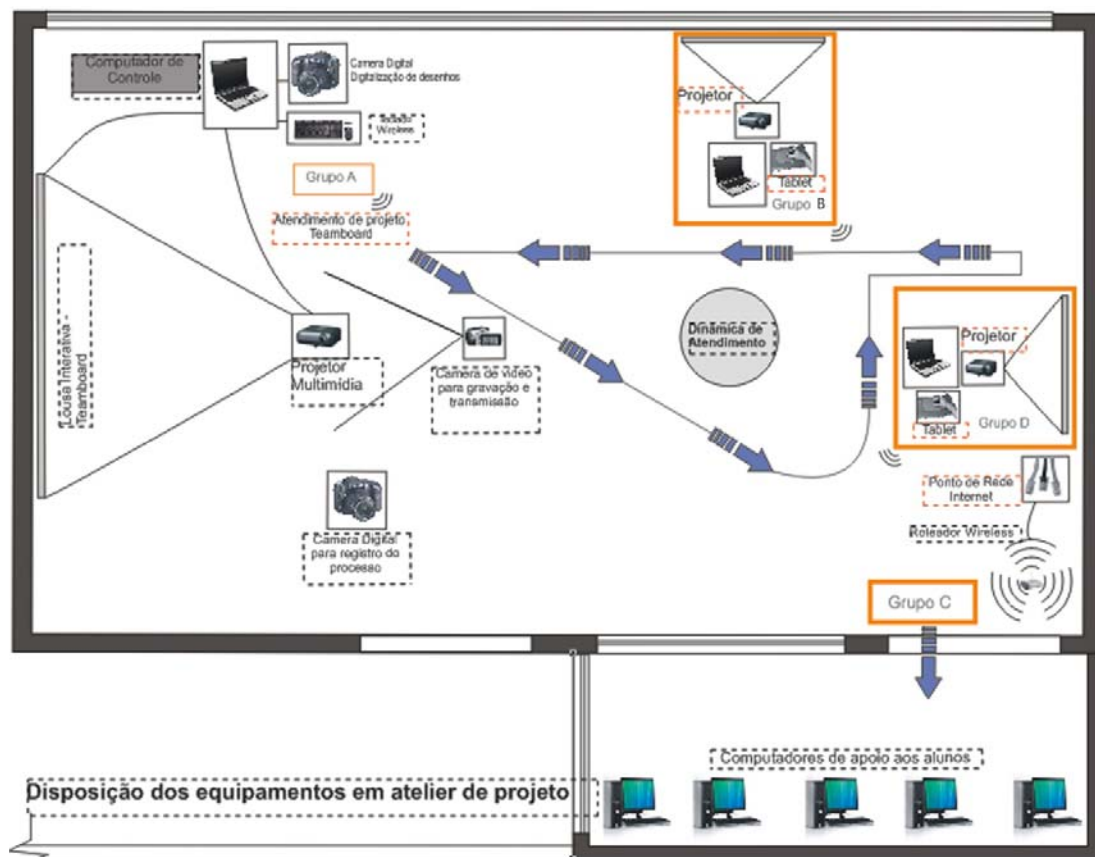 Computador de
Controle
Camera Digital
Digitalização de desenhos
Teclado
Wireless
Grupo A
Atendimento de projeto
Teamboard
Lousa Interativa -
Teamboard
Projetor
Multimídia
Camera de vídeo
para gravação e
transmissão
Camera Digital
para registro do
processo
Projetor
Tablet
Grupo B
Dinâmica de
Atendimento
Projetor
Tablet
Grupo D
Ponto de Rede
Internet
Roteador Wireless
Grupo C
Computadores de apoio aos alunos
Disposição dos equipamentos em atelier de projeto